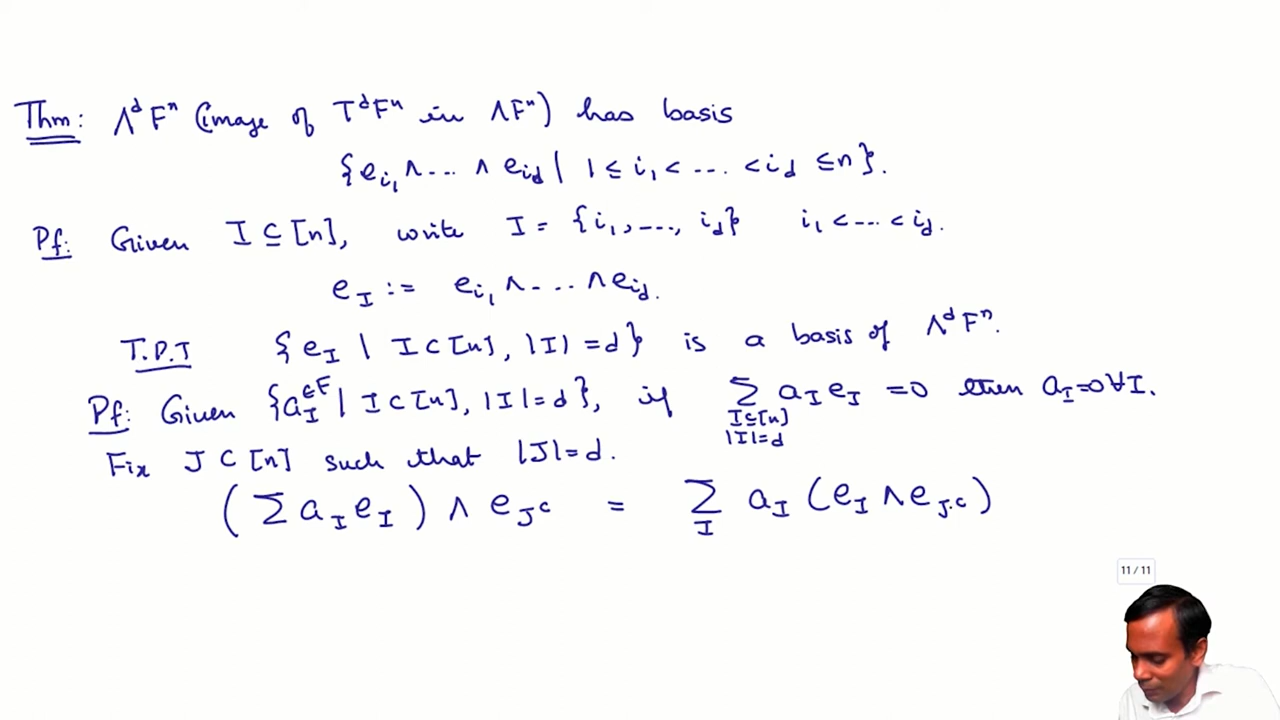 Thm: Λ^d F^n (image of T^d F^n in ΛF^n) has basis
{e_{i_1} ∧ ... ∧ e_{i_d} | 1 ≤ i_1 < ... < i_d ≤ n}.
Pf: Given I ⊆ [n], write I = {i_1, ..., i_d} i_1 < ... < i_d.
e_I := e_{i_1} ∧ ... ∧ e_{i_d}.
T.P.T {e_I | I ⊂ [n], |I| = d} is a basis of Λ^d F^n.
Pf: Given {a_I^{∈F} | I ⊂ [n], |I| = d}, if ∑_{I⊆[n] |I|=d} a_I e_I = 0 then a_I = 0 ∀ I.
Fix J ⊂ [n] such that |J| = d.
(∑ a_I e_I) ∧ e_{J^c} = ∑_I a_I (e_I ∧ e_{J^c})
11 / 11